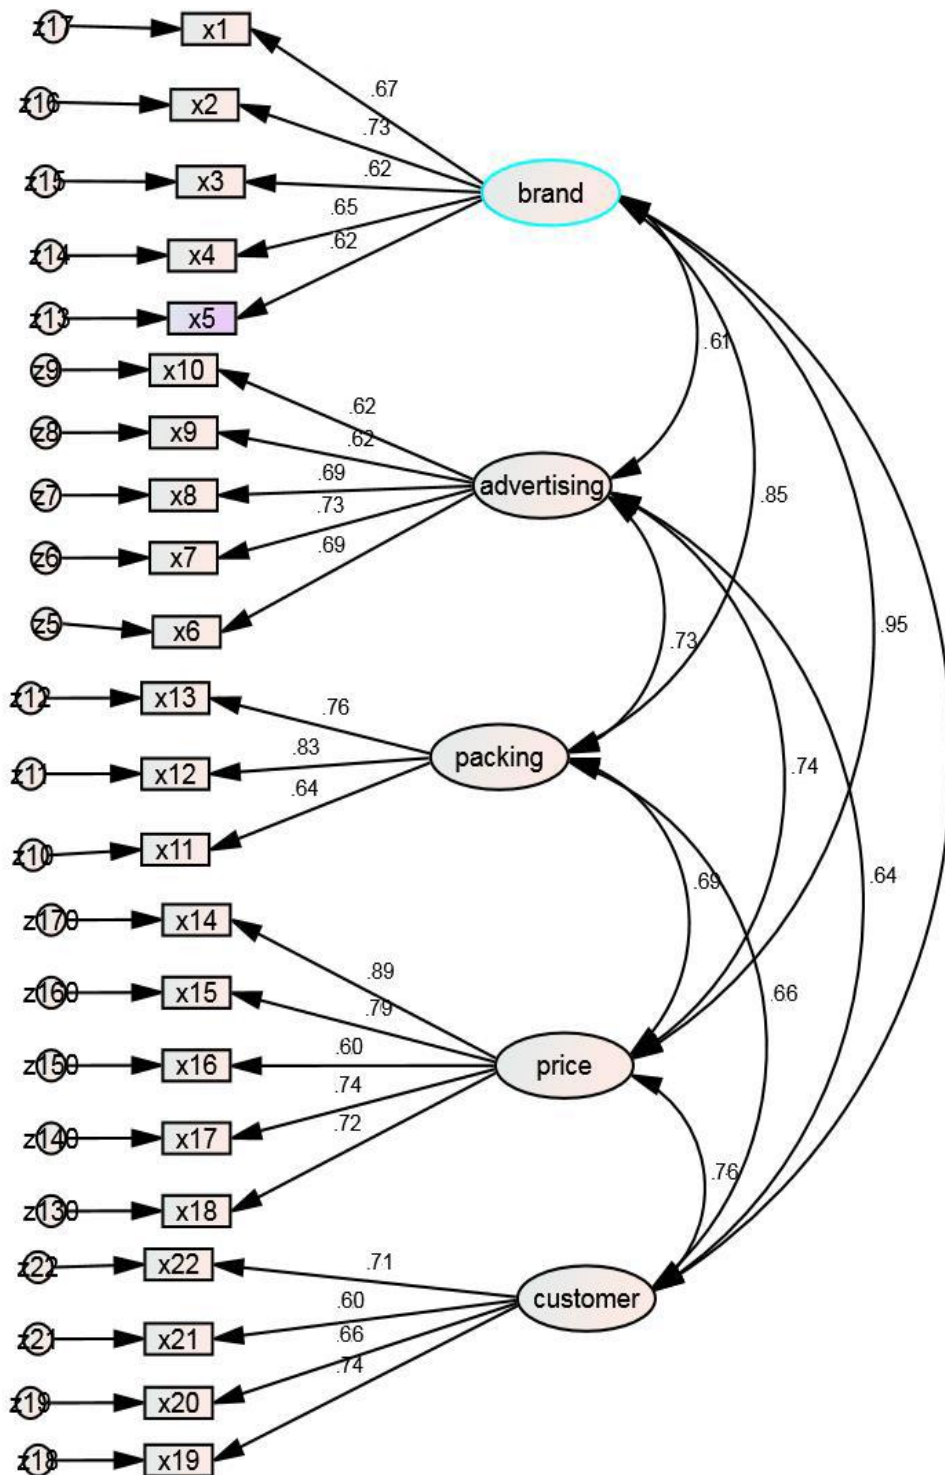 z17 x1
.67
z16 x2
.73
z15 x3
.62
brand
.65
z14 x4
.62
z13 x5
.61
z9 x10
.62
z8 x9
.62
.69
z7 x8
advertising
.85
.73
z6 x7
.69
z5 x6
.95
.73
z12 x13
.76
.83
packing
z11 x12
.74
.64
z10 x11
.69
.64
z170 x14
.89
z160 x15
.66
.79
.60
z150 x16
price
.74
z140 x17
.72
.76
z130 x18
z22 x22
.71
.60
customer
z21 x21
.66
.74
z19 x20
z18 x19